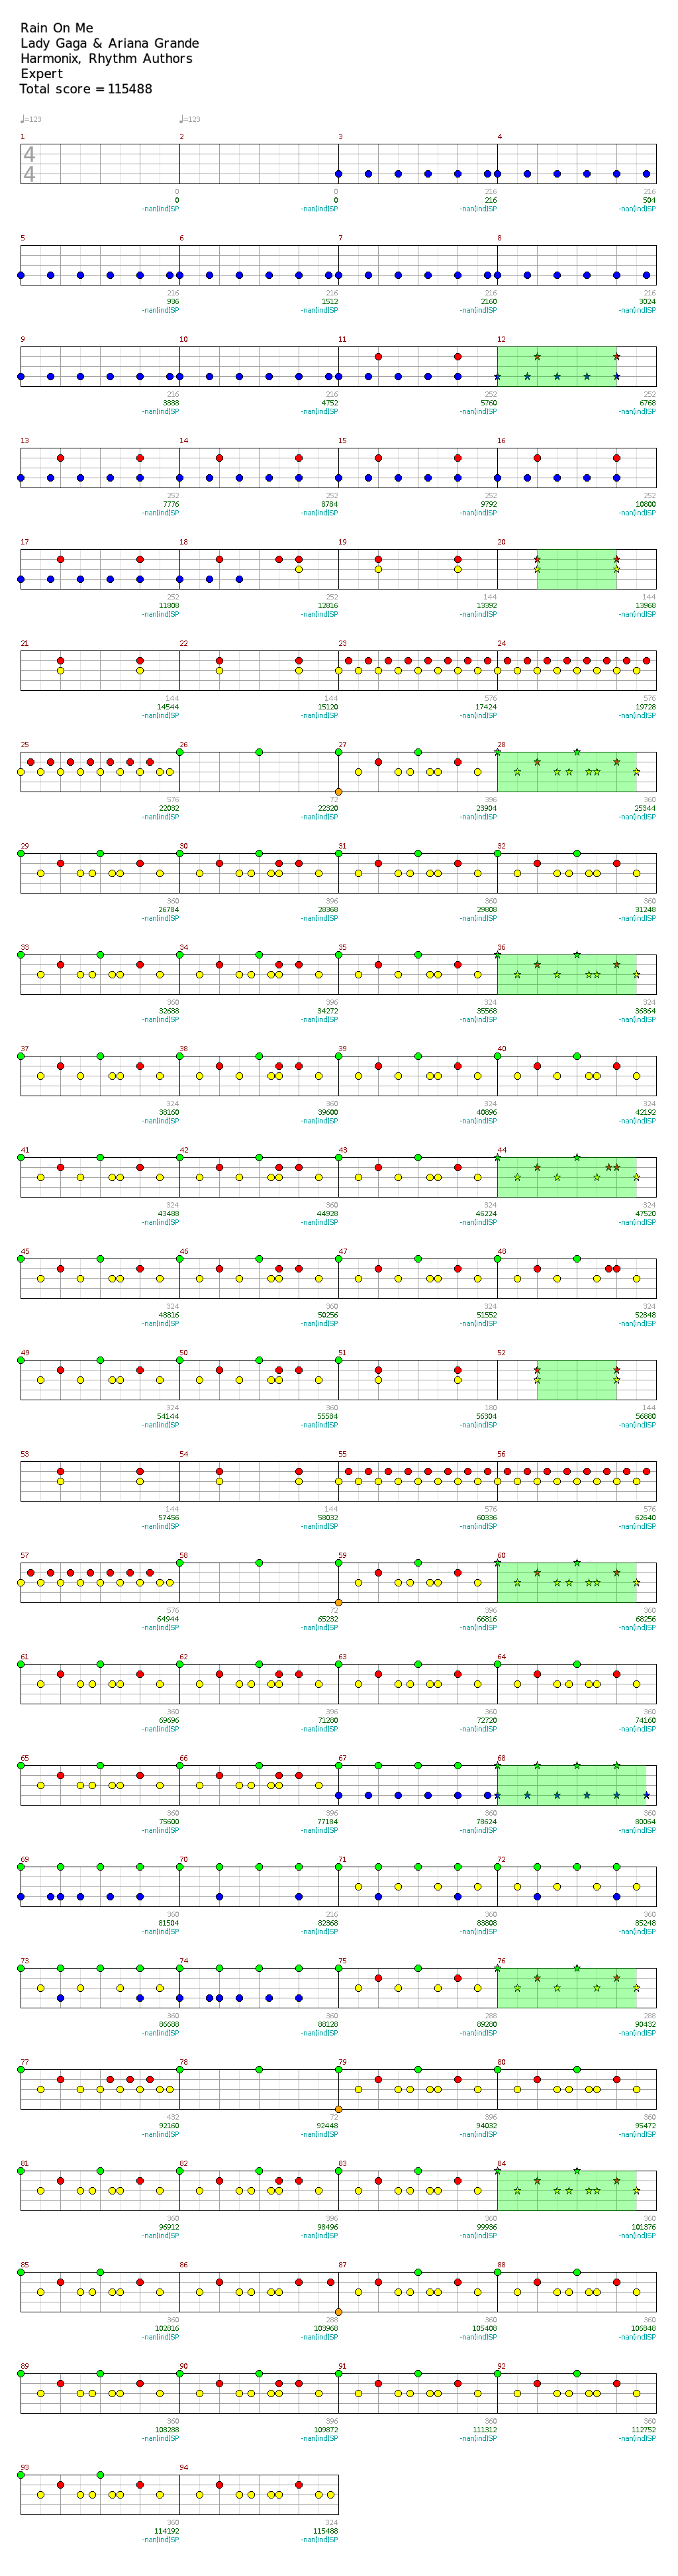 Rain On Me
Lady Gaga & Ariana Grande
Harmonix, Rhythm Authors
Expert
Total score = 115488
♩=123 ♩=123
1 2 3 4
4
4
0 0 216 216
0 0 216 504
-nan[ind]SP -nan[ind]SP -nan[ind]SP -nan[ind]SP
5 6 7 8
216 216 216 216
936 1512 2160 3024
-nan[ind]SP -nan[ind]SP -nan[ind]SP -nan[ind]SP
9 10 11 12
216 216 252 252
3888 4752 5760 6768
-nan[ind]SP -nan[ind]SP -nan[ind]SP -nan[ind]SP
13 14 15 16
252 252 252 252
7776 8784 9792 10800
-nan[ind]SP -nan[ind]SP -nan[ind]SP -nan[ind]SP
17 18 19 20
252 252 144 144
11808 12816 13392 13968
-nan[ind]SP -nan[ind]SP -nan[ind]SP -nan[ind]SP
21 22 23 24
144 144 576 576
14544 15120 17424 19728
-nan[ind]SP -nan[ind]SP -nan[ind]SP -nan[ind]SP
25 26 27 28
576 72 396 360
22032 22320 23904 25344
-nan[ind]SP -nan[ind]SP -nan[ind]SP -nan[ind]SP
29 30 31 32
360 396 360 360
26784 28368 29808 31248
-nan[ind]SP -nan[ind]SP -nan[ind]SP -nan[ind]SP
33 34 35 36
360 396 324 324
32688 34272 35568 36864
-nan[ind]SP -nan[ind]SP -nan[ind]SP -nan[ind]SP
37 38 39 40
324 360 324 324
38160 39600 40896 42192
-nan[ind]SP -nan[ind]SP -nan[ind]SP -nan[ind]SP
41 42 43 44
324 360 324 324
43488 44928 46224 47520
-nan[ind]SP -nan[ind]SP -nan[ind]SP -nan[ind]SP
45 46 47 48
324 360 324 324
48816 50256 51552 52848
-nan[ind]SP -nan[ind]SP -nan[ind]SP -nan[ind]SP
49 50 51 52
324 360 180 144
54144 55584 56304 56880
-nan[ind]SP -nan[ind]SP -nan[ind]SP -nan[ind]SP
53 54 55 56
144 144 576 576
57456 58032 60336 62640
-nan[ind]SP -nan[ind]SP -nan[ind]SP -nan[ind]SP
57 58 59 60
576 72 396 360
64944 65232 66816 68256
-nan[ind]SP -nan[ind]SP -nan[ind]SP -nan[ind]SP
61 62 63 64
360 396 360 360
69696 71280 72720 74160
-nan[ind]SP -nan[ind]SP -nan[ind]SP -nan[ind]SP
65 66 67 68
360 396 360 360
75600 77184 78624 80064
-nan[ind]SP -nan[ind]SP -nan[ind]SP -nan[ind]SP
69 70 71 72
360 216 360 360
81504 82368 83808 85248
-nan[ind]SP -nan[ind]SP -nan[ind]SP -nan[ind]SP
73 74 75 76
360 360 288 288
86688 88128 89280 90432
-nan[ind]SP -nan[ind]SP -nan[ind]SP -nan[ind]SP
77 78 79 80
432 72 396 360
92160 92448 94032 95472
-nan[ind]SP -nan[ind]SP -nan[ind]SP -nan[ind]SP
81 82 83 84
360 396 360 360
96912 98496 99936 101376
-nan[ind]SP -nan[ind]SP -nan[ind]SP -nan[ind]SP
85 86 87 88
360 288 360 360
102816 103968 105408 106848
-nan[ind]SP -nan[ind]SP -nan[ind]SP -nan[ind]SP
89 90 91 92
360 396 360 360
108288 109872 111312 112752
-nan[ind]SP -nan[ind]SP -nan[ind]SP -nan[ind]SP
93 94
360 324
114192 115488
-nan[ind]SP -nan[ind]SP